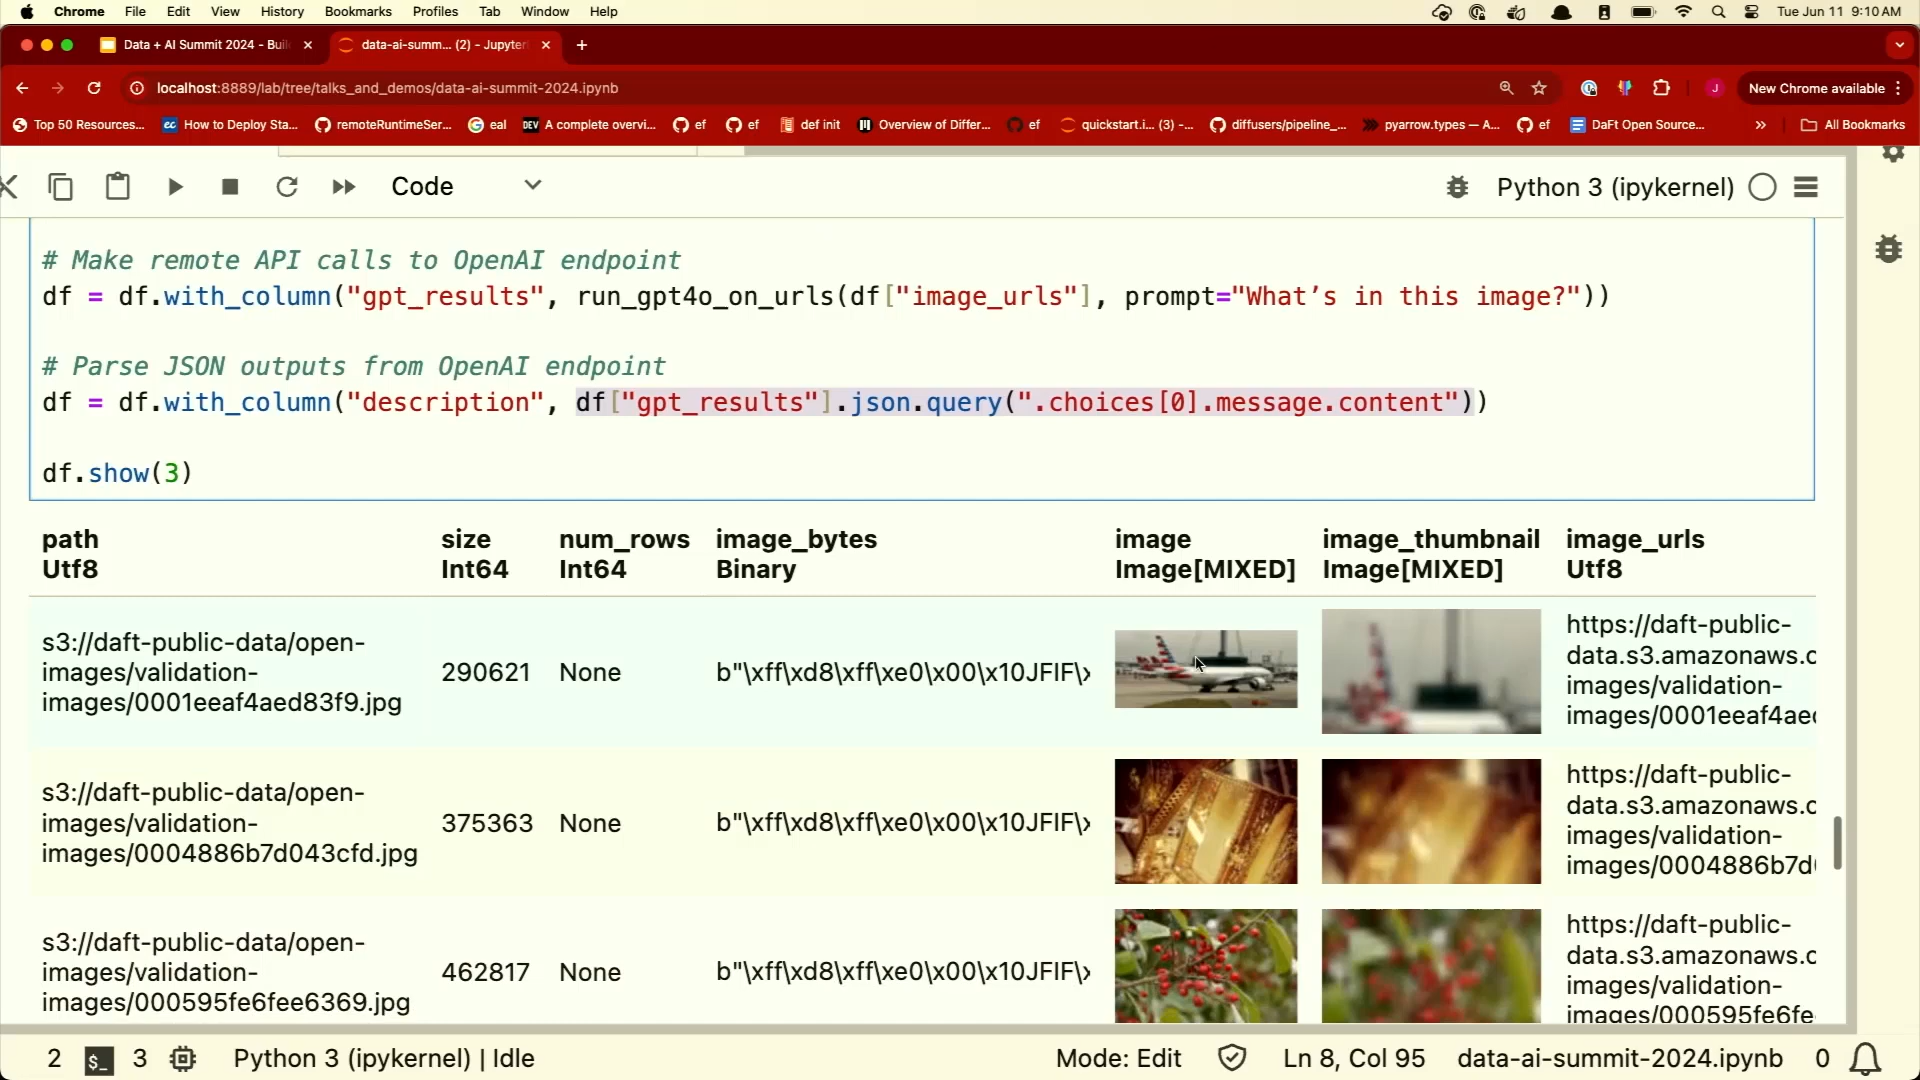 Chrome File Edit View History Bookmarks Profiles Tab Window Help Tue Jun 11 9:10 AM
Data + AI Summit 2024 - Buil data-ai-summ... (2) - Jupyter
localhost:8889/lab/tree/talks_and_demos/data-ai-summit-2024.ipynb J New Chrome available
Top 50 Resources... ec How to Deploy Sta... remoteRuntimeSer... eal DEV A complete overvi... ef ef def init Overview of Differ... ef quickstart.i... (3) -... diffusers/pipeline_... pyarrow.types — A... ef DaFt Open Source... » All Bookmarks
Code Python 3 (ipykernel)
# Make remote API calls to OpenAI endpoint
df = df.with_column("gpt_results", run_gpt4o_on_urls(df["image_urls"], prompt="What’s in this image?"))
# Parse JSON outputs from OpenAI endpoint
df = df.with_column("description", df["gpt_results"].json.query(".choices[0].message.content"))
df.show(3)
path size num_rows image_bytes image image_thumbnail image_urls
Utf8 Int64 Int64 Binary Image[MIXED] Image[MIXED] Utf8
s3://daft-public-data/open-
images/validation-
images/0001eeaf4aed83f9.jpg
290621 None b"\xff\xd8\xff\xe0\x00\x10JFIF\x
https://daft-public-
data.s3.amazonaws.c
images/validation-
images/0001eeaf4aec
s3://daft-public-data/open-
images/validation-
images/0004886b7d043cfd.jpg
375363 None b"\xff\xd8\xff\xe0\x00\x10JFIF\x
https://daft-public-
data.s3.amazonaws.c
images/validation-
images/0004886b7d0
s3://daft-public-data/open-
images/validation-
images/000595fe6fee6369.jpg
462817 None b"\xff\xd8\xff\xe0\x00\x10JFIF\x
https://daft-public-
data.s3.amazonaws.c
images/validation-
images/000595fe6fe
2 $_ 3 Python 3 (ipykernel) | Idle Mode: Edit Ln 8, Col 95 data-ai-summit-2024.ipynb 0